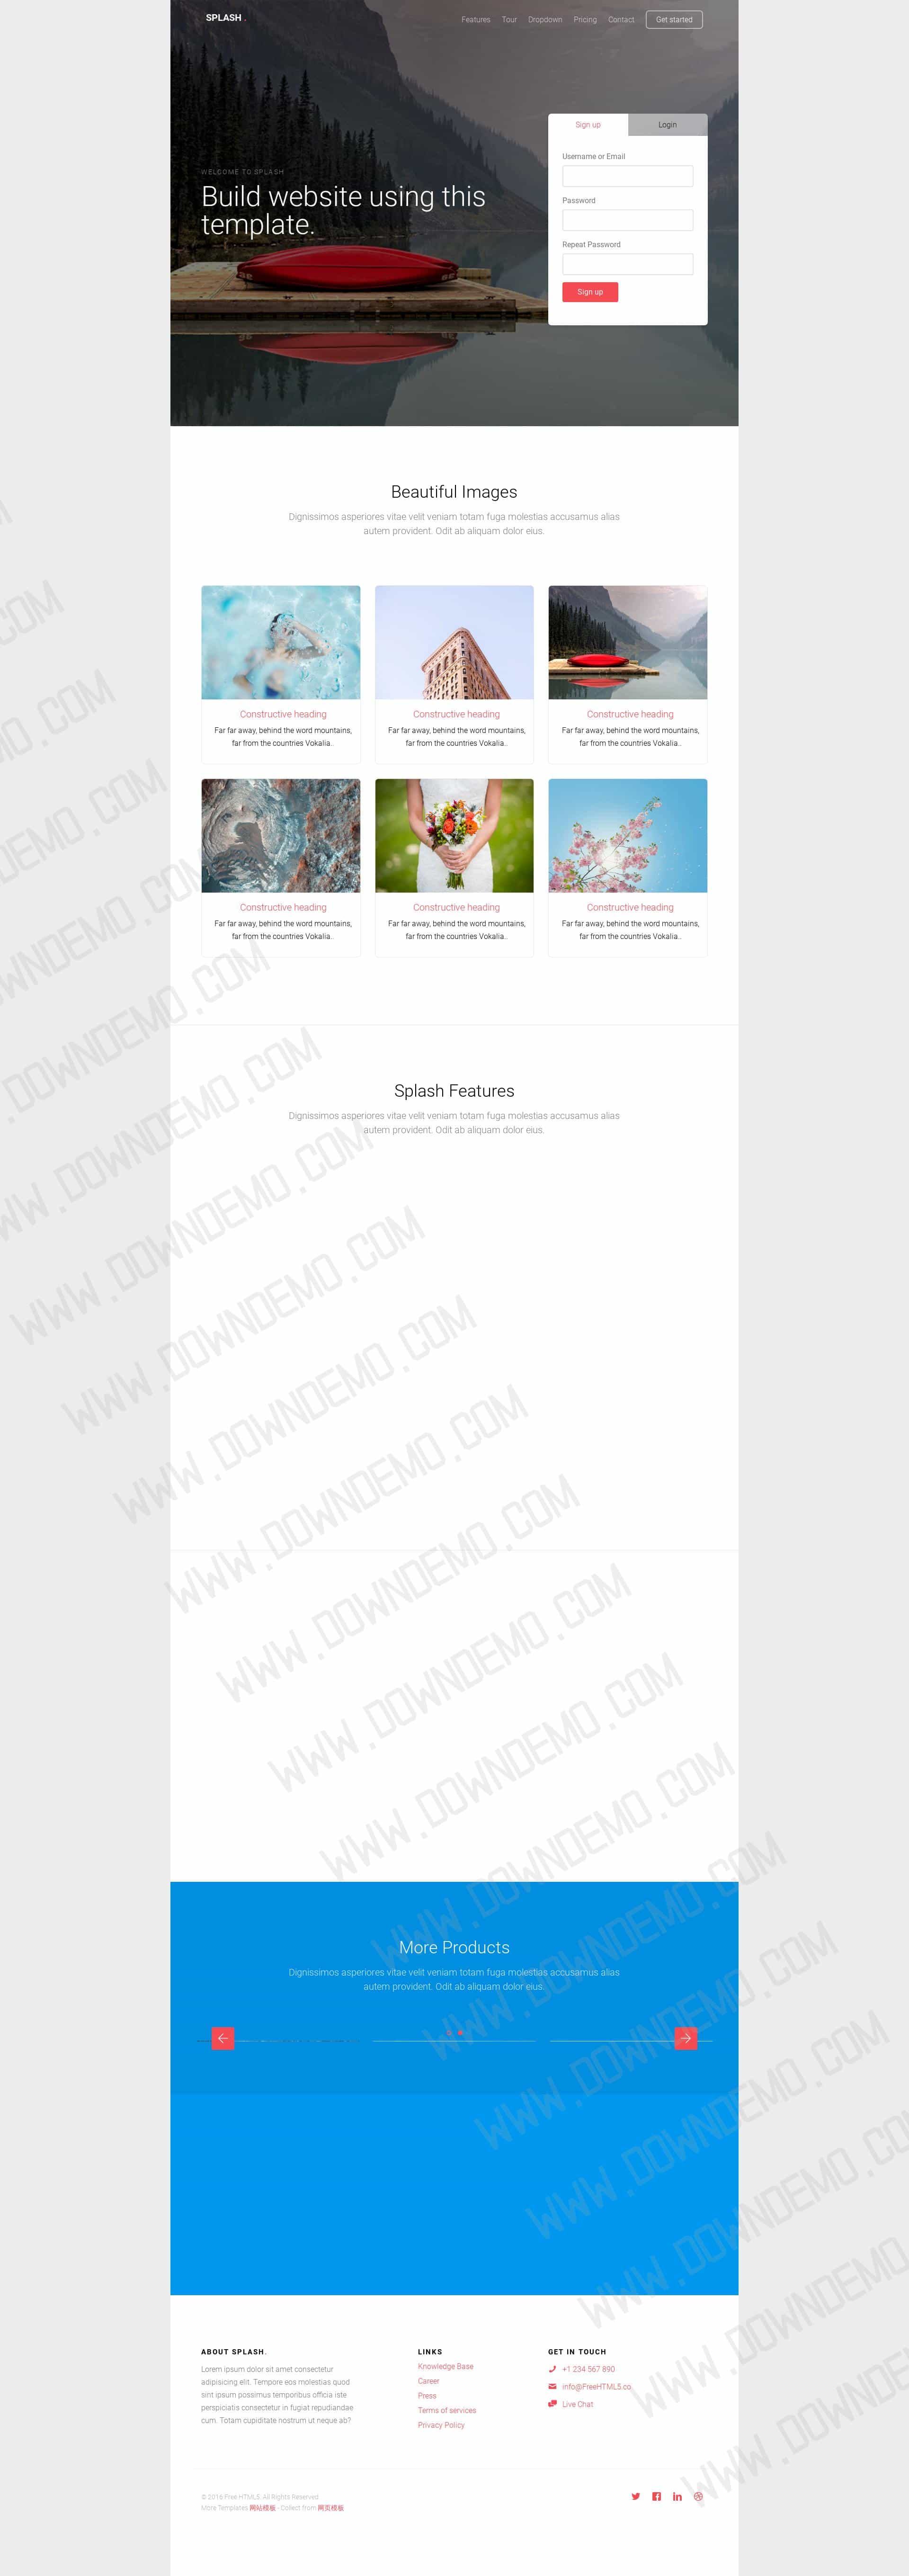 SPLASH .
Features Tour Dropdown Pricing Contact Get started
Sign up Login
WELCOME TO SPLASH
Build website using this
template.
Username or Email
Password
Repeat Password
Sign up
Beautiful Images
Dignissimos asperiores vitae velit veniam totam fuga molestias accusamus alias
autem provident. Odit ab aliquam dolor eius.
Constructive heading
Far far away, behind the word mountains,
far from the countries Vokalia..
Constructive heading
Far far away, behind the word mountains,
far from the countries Vokalia..
Constructive heading
Far far away, behind the word mountains,
far from the countries Vokalia..
Constructive heading
Far far away, behind the word mountains,
far from the countries Vokalia..
Constructive heading
Far far away, behind the word mountains,
far from the countries Vokalia..
Constructive heading
Far far away, behind the word mountains,
far from the countries Vokalia..
Splash Features
Dignissimos asperiores vitae velit veniam totam fuga molestias accusamus alias
autem provident. Odit ab aliquam dolor eius.
WWW.DOWNDEMO.COM
More Products
Dignissimos asperiores vitae velit veniam totam fuga molestias accusamus alias
autem provident. Odit ab aliquam dolor eius.
ABOUT SPLASH.
Lorem ipsum dolor sit amet consectetur
adipisicing elit. Tempore eos molestias quod
sint ipsum possimus temporibus officia iste
perspiciatis consectetur in fugiat repudiandae
cum. Totam cupiditate nostrum ut neque ab?
LINKS
Knowledge Base
Career
Press
Terms of services
Privacy Policy
GET IN TOUCH
+1 234 567 890
info@FreeHTML5.co
Live Chat
© 2016 Free HTML5. All Rights Reserved.
More Templates 网站模板 - Collect from 网页模板